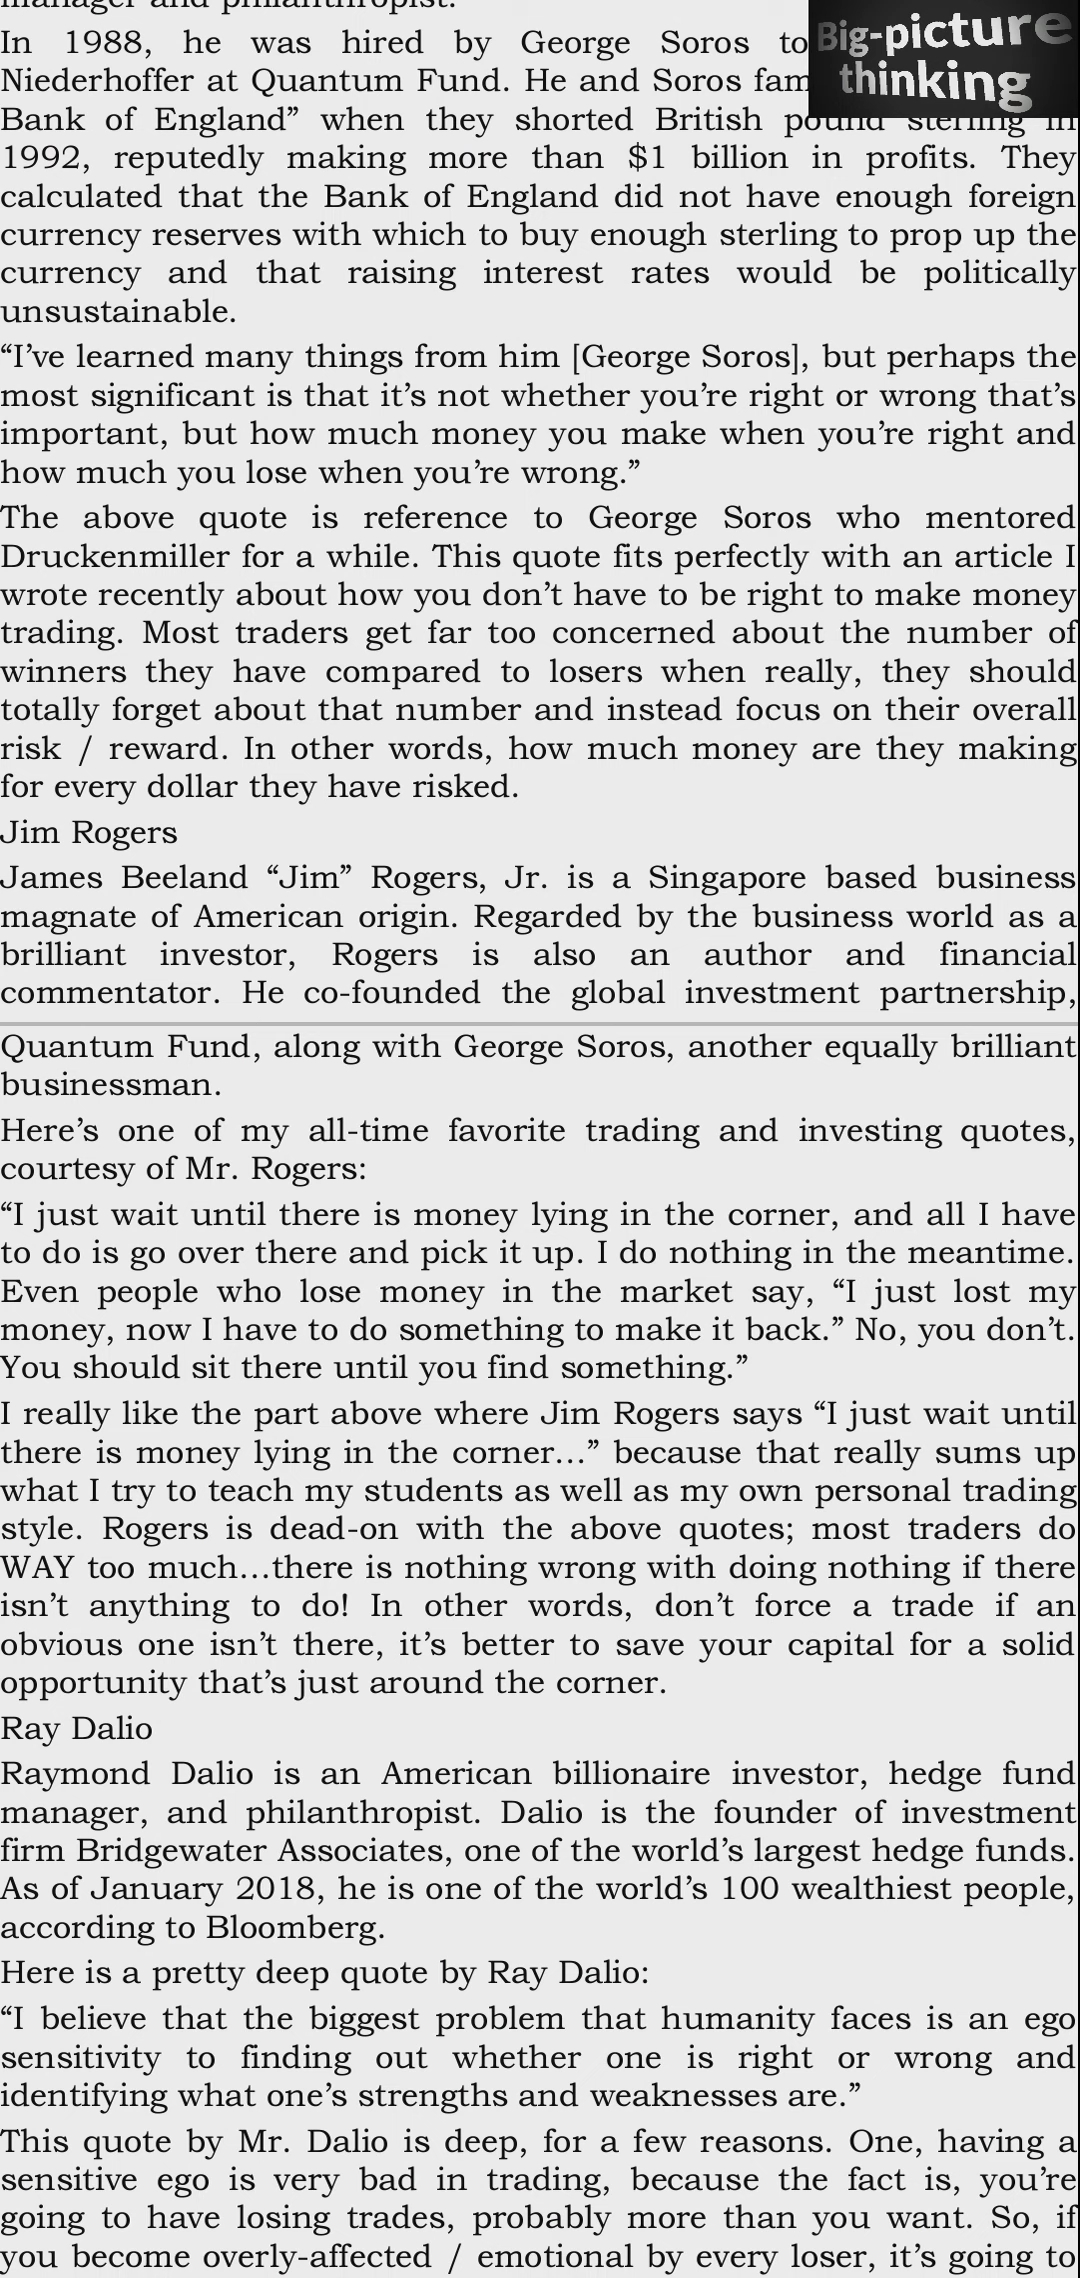 manager and philanthropist.
Big-picture
thinking
In 1988, he was hired by George Soros to
Niederhoffer at Quantum Fund. He and Soros fam
Bank of England” when they shorted British pound sterling in
1992, reputedly making more than $1 billion in profits. They
calculated that the Bank of England did not have enough foreign
currency reserves with which to buy enough sterling to prop up the
currency and that raising interest rates would be politically
unsustainable.
“I’ve learned many things from him [George Soros], but perhaps the
most significant is that it’s not whether you’re right or wrong that’s
important, but how much money you make when you’re right and
how much you lose when you’re wrong.”
The above quote is reference to George Soros who mentored
Druckenmiller for a while. This quote fits perfectly with an article I
wrote recently about how you don’t have to be right to make money
trading. Most traders get far too concerned about the number of
winners they have compared to losers when really, they should
totally forget about that number and instead focus on their overall
risk / reward. In other words, how much money are they making
for every dollar they have risked.
Jim Rogers
James Beeland “Jim” Rogers, Jr. is a Singapore based business
magnate of American origin. Regarded by the business world as a
brilliant investor, Rogers is also an author and financial
commentator. He co-founded the global investment partnership,
Quantum Fund, along with George Soros, another equally brilliant
businessman.
Here’s one of my all-time favorite trading and investing quotes,
courtesy of Mr. Rogers:
“I just wait until there is money lying in the corner, and all I have
to do is go over there and pick it up. I do nothing in the meantime.
Even people who lose money in the market say, “I just lost my
money, now I have to do something to make it back.” No, you don’t.
You should sit there until you find something.”
I really like the part above where Jim Rogers says “I just wait until
there is money lying in the corner…” because that really sums up
what I try to teach my students as well as my own personal trading
style. Rogers is dead-on with the above quotes; most traders do
WAY too much…there is nothing wrong with doing nothing if there
isn’t anything to do! In other words, don’t force a trade if an
obvious one isn’t there, it’s better to save your capital for a solid
opportunity that’s just around the corner.
Ray Dalio
Raymond Dalio is an American billionaire investor, hedge fund
manager, and philanthropist. Dalio is the founder of investment
firm Bridgewater Associates, one of the world’s largest hedge funds.
As of January 2018, he is one of the world’s 100 wealthiest people,
according to Bloomberg.
Here is a pretty deep quote by Ray Dalio:
“I believe that the biggest problem that humanity faces is an ego
sensitivity to finding out whether one is right or wrong and
identifying what one’s strengths and weaknesses are.”
This quote by Mr. Dalio is deep, for a few reasons. One, having a
sensitive ego is very bad in trading, because the fact is, you’re
going to have losing trades, probably more than you want. So, if
you become overly-affected / emotional by every loser, it’s going to